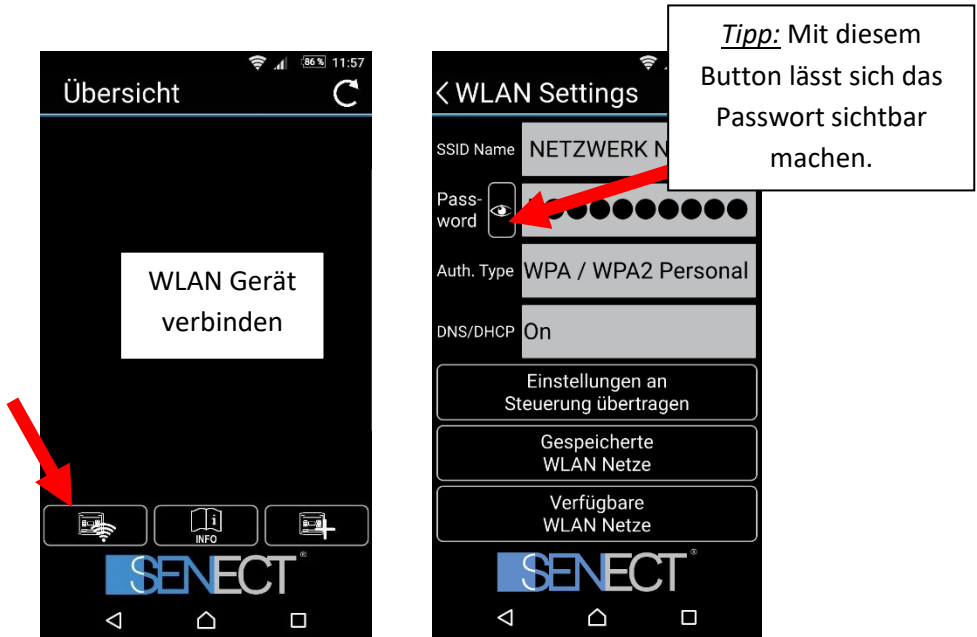 86 % 11:57
Übersicht
WLAN Gerät
verbinden
INFO
SENECT®
Tipp: Mit diesem
Button lässt sich das
Passwort sichtbar
machen.
WLAN Settings
SSID Name NETZWERK N
Pass-
word
Auth. Type WPA / WPA2 Personal
DNS/DHCP On
Einstellungen an
Steuerung übertragen
Gespeicherte
WLAN Netze
Verfügbare
WLAN Netze
SENECT®